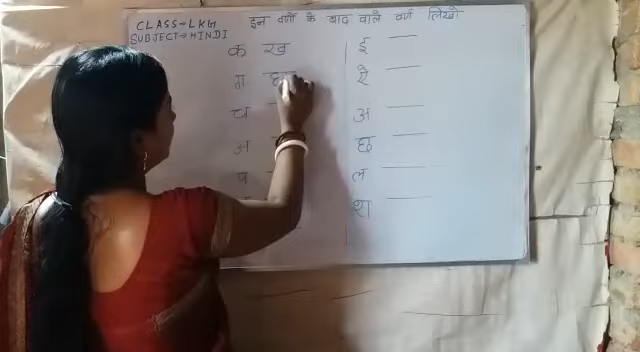 CLASS→LKG
SUBJECT→HINDI
इन वर्णों के बाद वाले वर्ण लिखो
क ख
ग घ
च
अ
प
ई
ऐ
अ
छ
ल
श